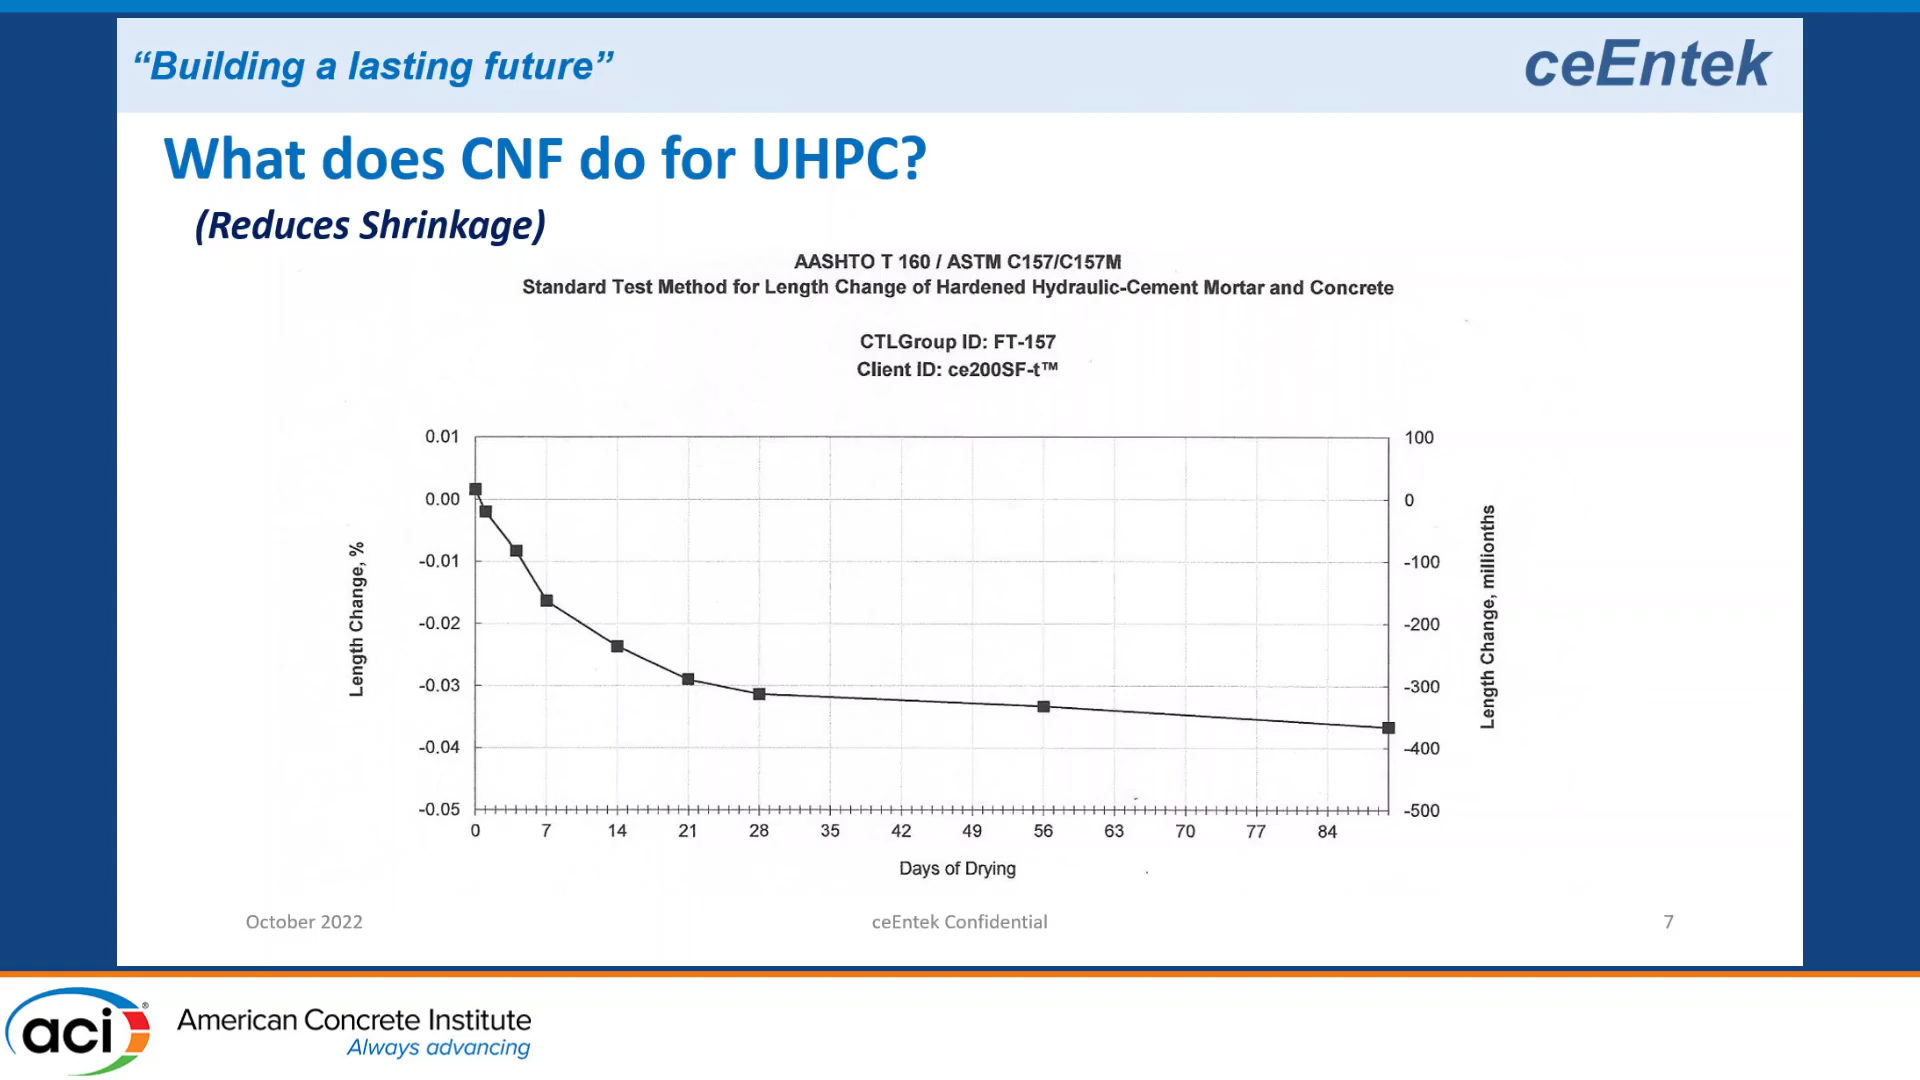 “Building a lasting future”
ceEntek
What does CNF do for UHPC?
(Reduces Shrinkage)
AASHTO T 160 / ASTM C157/C157M
Standard Test Method for Length Change of Hardened Hydraulic-Cement Mortar and Concrete
CTLGroup ID: FT-157
Client ID: ce200SF-t™
Length Change, %
0.01
0.00
-0.01
-0.02
-0.03
-0.04
-0.05
100
0
-100
-200
-300
-400
-500
Length Change, millionths
0 7 14 21 28 35 42 49 56 63 70 77 84
Days of Drying
October 2022
ceEntek Confidential
7
aci®
American Concrete Institute
Always advancing